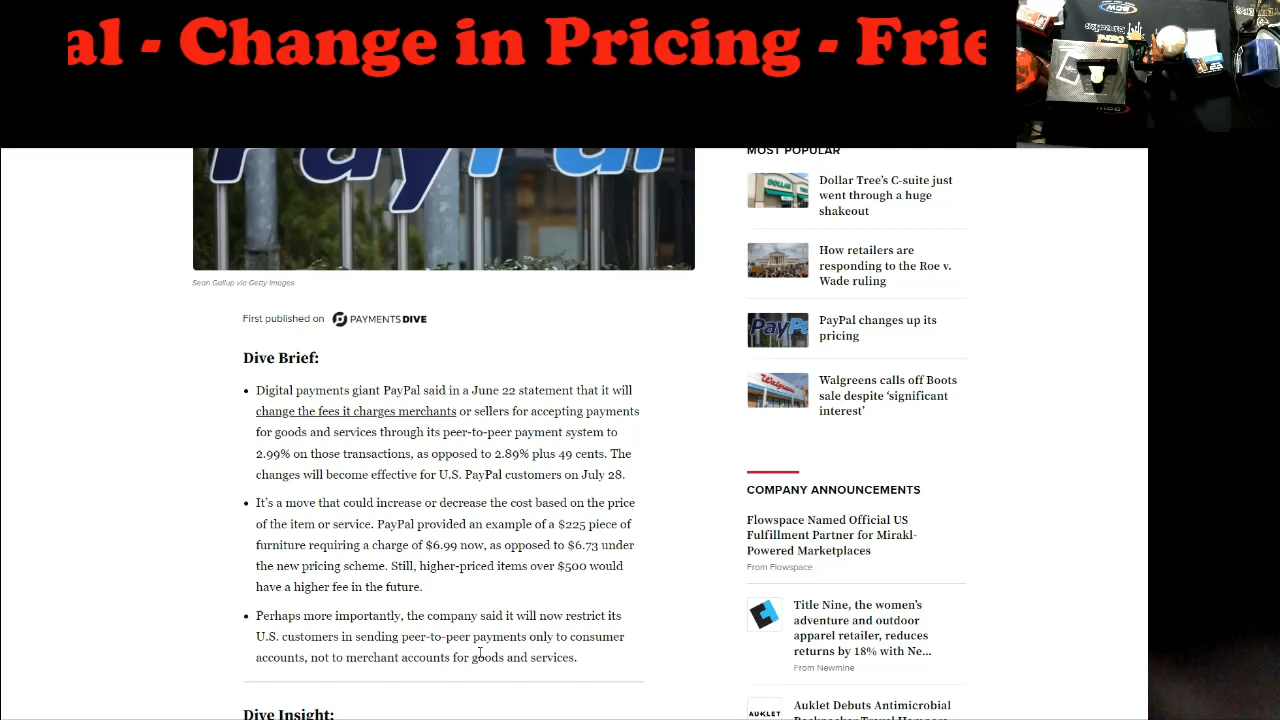 al - Change in Pricing - Frie
PayPal
Sean Gallup via Getty Images
First published on PAYMENTS DIVE
Dive Brief:
• Digital payments giant PayPal said in a June 22 statement that it will
change the fees it charges merchants or sellers for accepting payments
for goods and services through its peer-to-peer payment system to
2.99% on those transactions, as opposed to 2.89% plus 49 cents. The
changes will become effective for U.S. PayPal customers on July 28.
• It’s a move that could increase or decrease the cost based on the price
of the item or service. PayPal provided an example of a $225 piece of
furniture requiring a charge of $6.99 now, as opposed to $6.73 under
the new pricing scheme. Still, higher-priced items over $500 would
have a higher fee in the future.
• Perhaps more importantly, the company said it will now restrict its
U.S. customers in sending peer-to-peer payments only to consumer
accounts, not to merchant accounts for goods and services.
Dive Insight:
MOST POPULAR
Dollar Tree’s C-suite just
went through a huge
shakeout
How retailers are
responding to the Roe v.
Wade ruling
PayPal changes up its
pricing
Walgreens calls off Boots
sale despite ‘significant
interest’
COMPANY ANNOUNCEMENTS
Flowspace Named Official US
Fulfillment Partner for Mirakl-
Powered Marketplaces
From Flowspace
Title Nine, the women’s
adventure and outdoor
apparel retailer, reduces
returns by 18% with Ne...
From Newmine
AUKLET
Auklet Debuts Antimicrobial